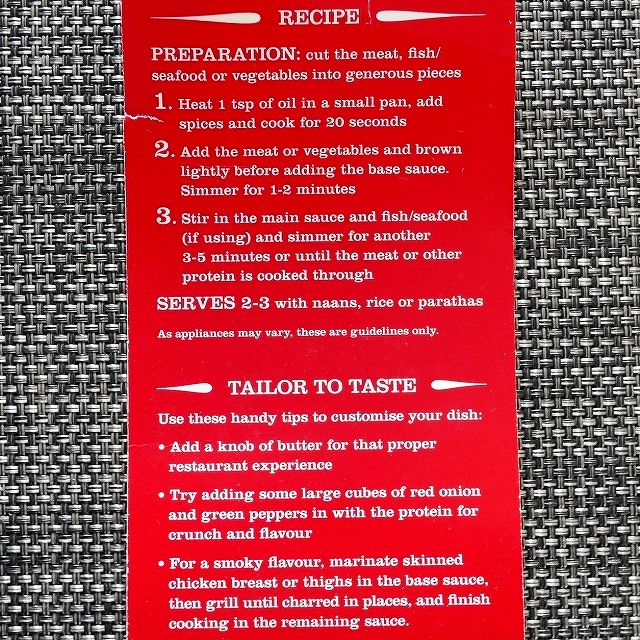 RECIPE
PREPARATION: cut the meat, fish/
seafood or vegetables into generous pieces
1. Heat 1 tsp of oil in a small pan, add
spices and cook for 20 seconds
2. Add the meat or vegetables and brown
lightly before adding the base sauce.
Simmer for 1-2 minutes
3. Stir in the main sauce and fish/seafood
(if using) and simmer for another
3-5 minutes or until the meat or other
protein is cooked through
SERVES 2-3 with naans, rice or parathas
As appliances may vary, these are guidelines only.
TAILOR TO TASTE
Use these handy tips to customise your dish:
• Add a knob of butter for that proper
restaurant experience
• Try adding some large cubes of red onion
and green peppers in with the protein for
crunch and flavour
• For a smoky flavour, marinate skinned
chicken breast or thighs in the base sauce,
then grill until charred in places, and finish
cooking in the remaining sauce.